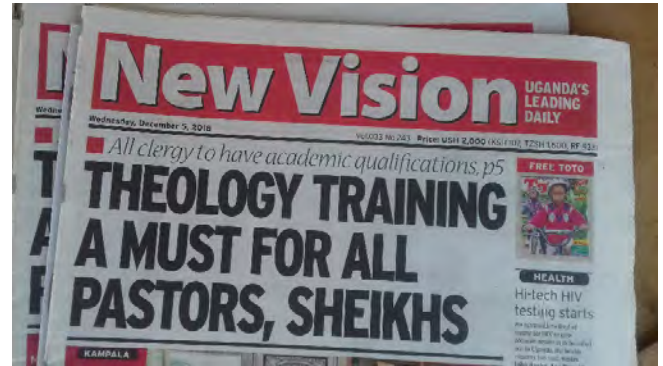 New Vision
UGANDA'S
LEADING
DAILY
Wednesday, December 5, 2018
Price: USH 2,000
All clergy to have academic qualifications, p5
THEOLOGY TRAINING
A MUST FOR ALL
PASTORS, SHEIKHS
FREE TOTO
HEALTH
Hi-tech HIV
testing starts
KAMPALA